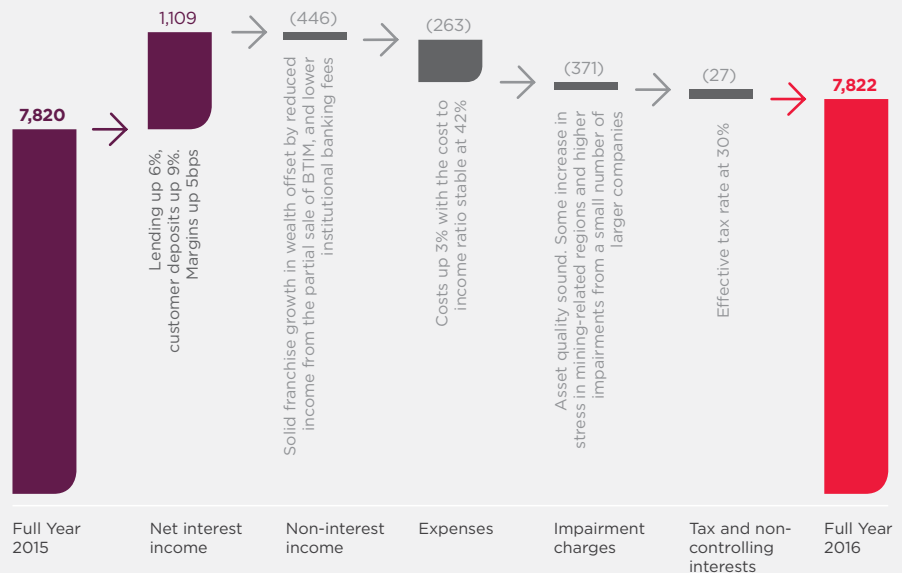 7,820
1,109
Lending up 6%,
customer deposits up 9%.
Margins up 5bps
(446)
Solid franchise growth in wealth offset by reduced
income from the partial sale of BTIM, and lower
institutional banking fees
(263)
Costs up 3% with the cost to
income ratio stable at 42%
(371)
Asset quality sound. Some increase in
stress in mining-related regions and higher
impairments from a small number of
larger companies
(27)
Effective tax rate at 30%
7,822
Full Year
2015
Net interest
income
Non-interest
income
Expenses
Impairment
charges
Tax and non-
controlling
interests
Full Year
2016